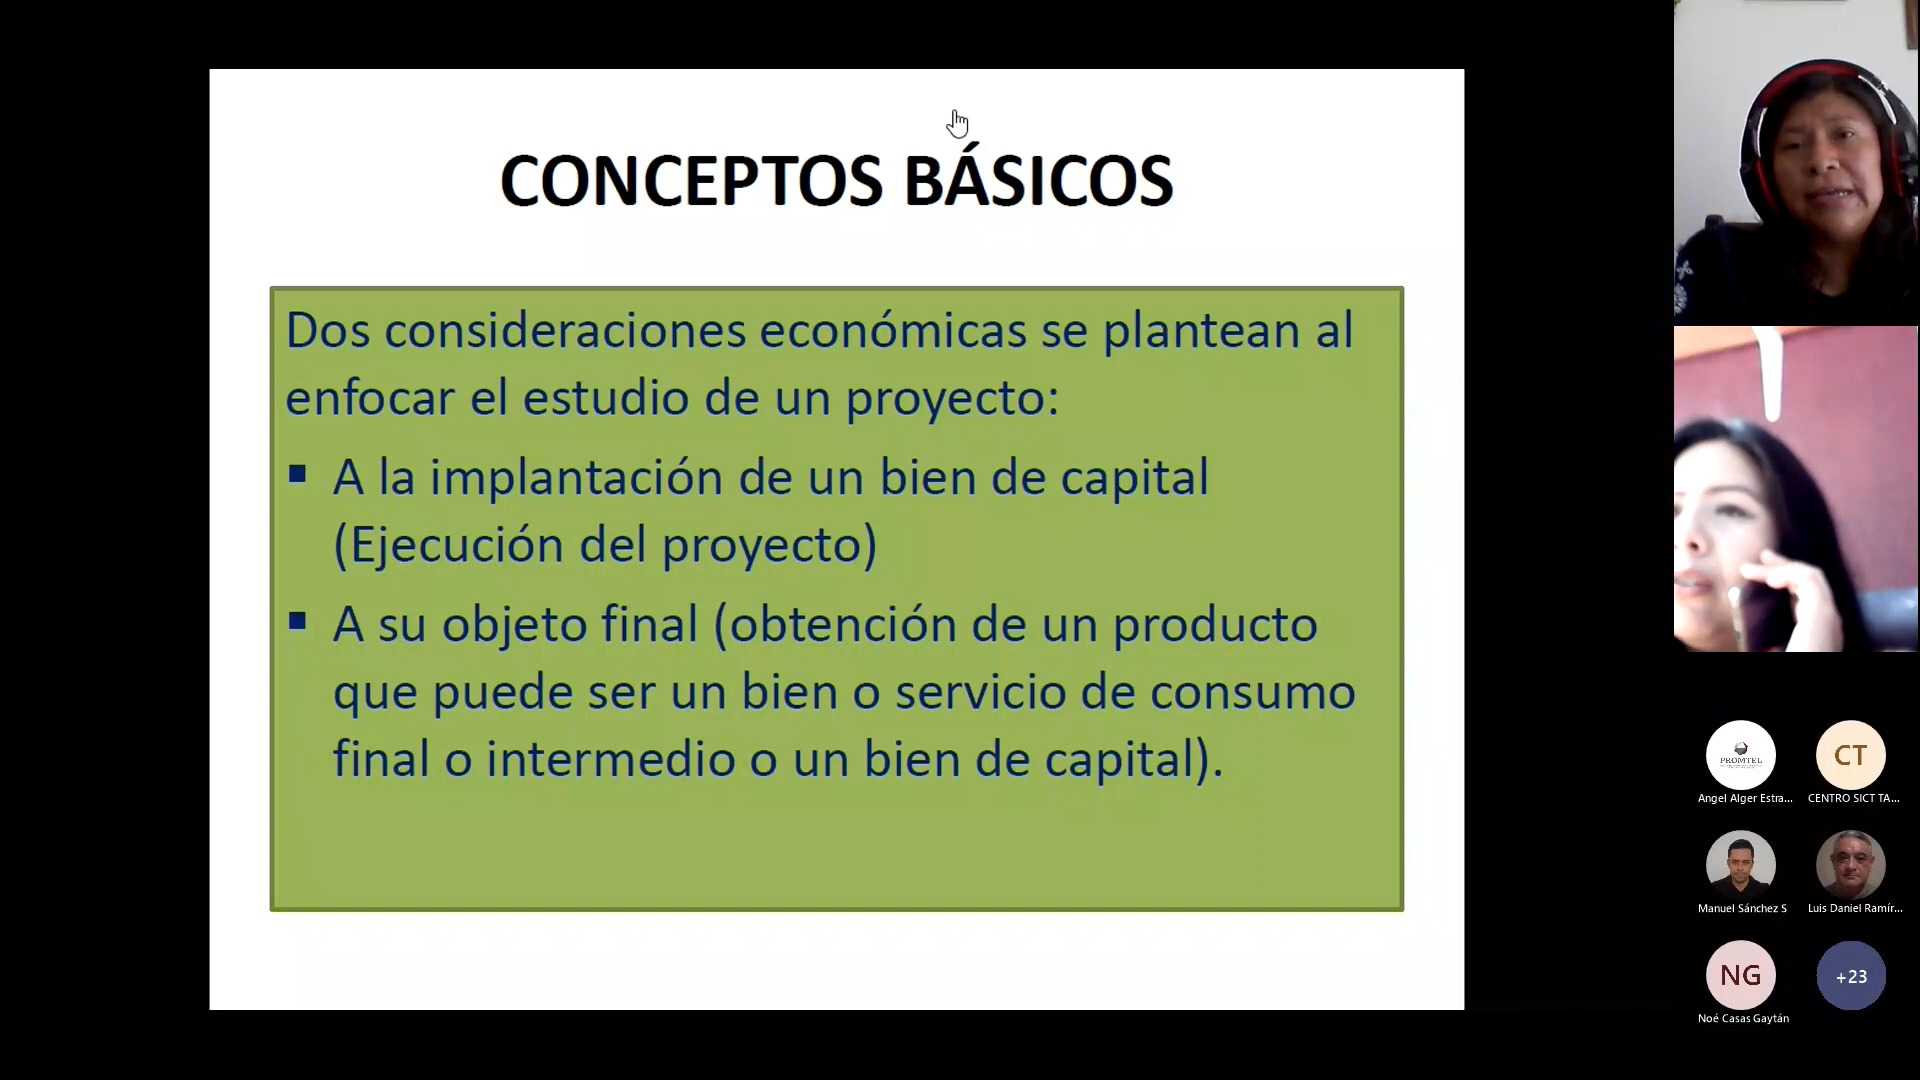 CONCEPTOS BÁSICOS
Dos consideraciones económicas se plantean al
enfocar el estudio de un proyecto:
▪ A la implantación de un bien de capital
(Ejecución del proyecto)
▪ A su objeto final (obtención de un producto
que puede ser un bien o servicio de consumo
final o intermedio o un bien de capital).
PROMTEL
CT
Angel Alger Estra...
CENTRO SICT TA...
Manuel Sánchez S
Luis Daniel Ramír...
NG
+23
Noé Casas Gaytán